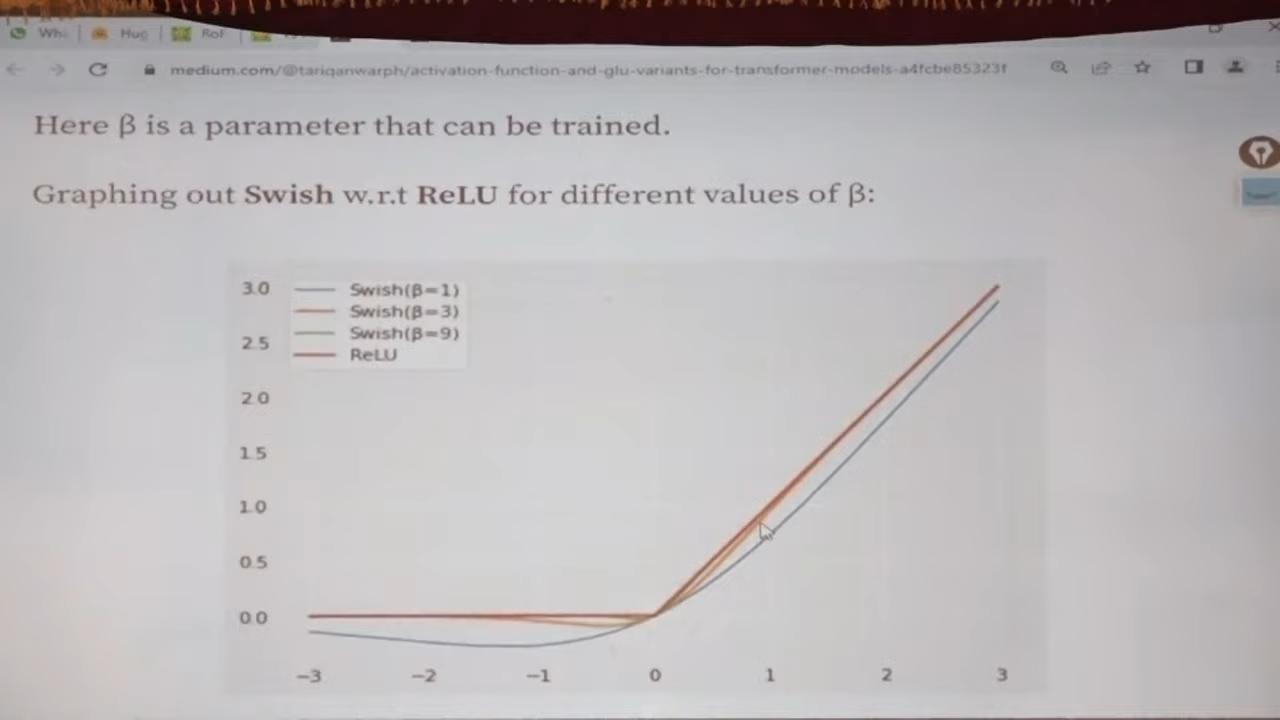 Hug
medium.com/@tariqanwarph/activation-function-and-glu-variants-for-transformer-models-a4fcbe85323f
Here β is a parameter that can be trained.
Graphing out Swish w.r.t ReLU for different values of β:
3.0
2.5
2.0
1.5
1.0
0.5
0.0
Swish(β=1)
Swish(β=3)
Swish(β=9)
ReLU
−3 −2 −1 0 1 2 3